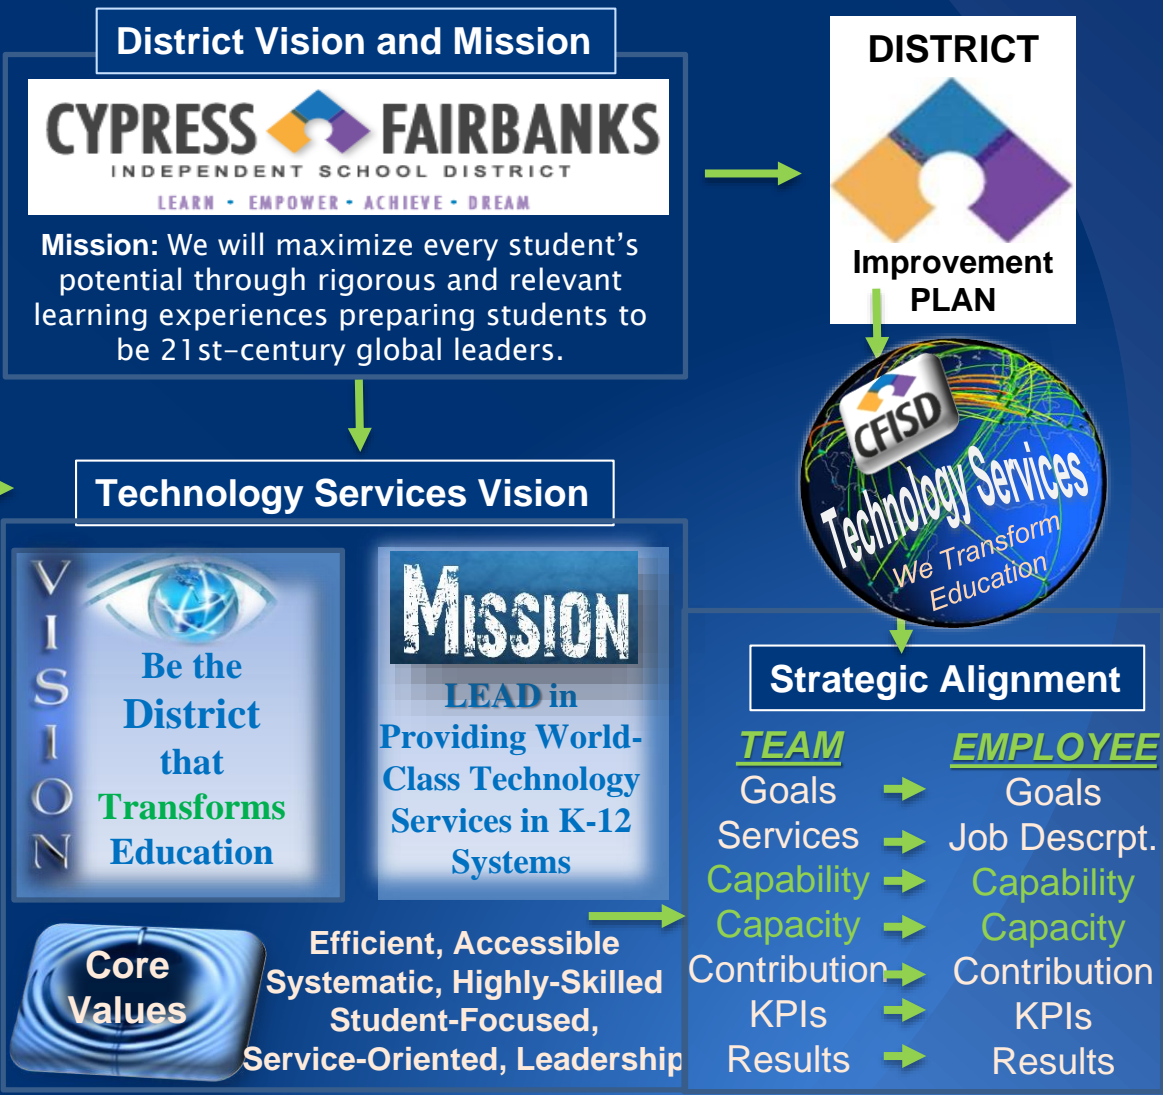 District Vision and Mission
CYPRESS FAIRBANKS
INDEPENDENT SCHOOL DISTRICT
LEARN • EMPOWER • ACHIEVE • DREAM
Mission: We will maximize every student's
potential through rigorous and relevant
learning experiences preparing students to
be 21st-century global leaders.
DISTRICT
Improvement
PLAN
CFISD
Technology Services
We Transform
Education
Technology Services Vision
VISION
Be the
District
that
Transforms
Education
MISSION
LEAD in
Providing World-
Class Technology
Services in K-12
Systems
Core
Values
Efficient, Accessible
Systematic, Highly-Skilled
Student-Focused,
Service-Oriented, Leadership
Strategic Alignment
TEAM EMPLOYEE
Goals Goals
Services Job Descrpt.
Capability Capability
Capacity Capacity
Contribution Contribution
KPIs KPIs
Results Results